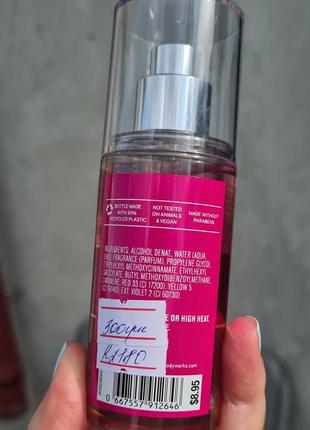 BOTTLE MADE
WITH 50%
RECYCLED PLASTIC
NOT TESTED
ON ANIMALS
& VEGAN
MADE WITHOUT
PARABENS
INGREDIENTS: ALCOHOL DENAT., WATER (AQUA,
EAU), FRAGRANCE (PARFUM), PROPYLENE GLYCOL,
ETHYLHEXYL METHOXYCINNAMATE, ETHYLHEXYL
SALICYLATE, BUTYL METHOXYDIBENZOYLMETHANE,
LIMONENE, RED 33 (CI 17200), YELLOW 5
(CI 19140), EXT. VIOLET 2 (CI 60730)
OR HIGH HEAT.
300грн
bodyworks.com
0 667557 912646
$8.95